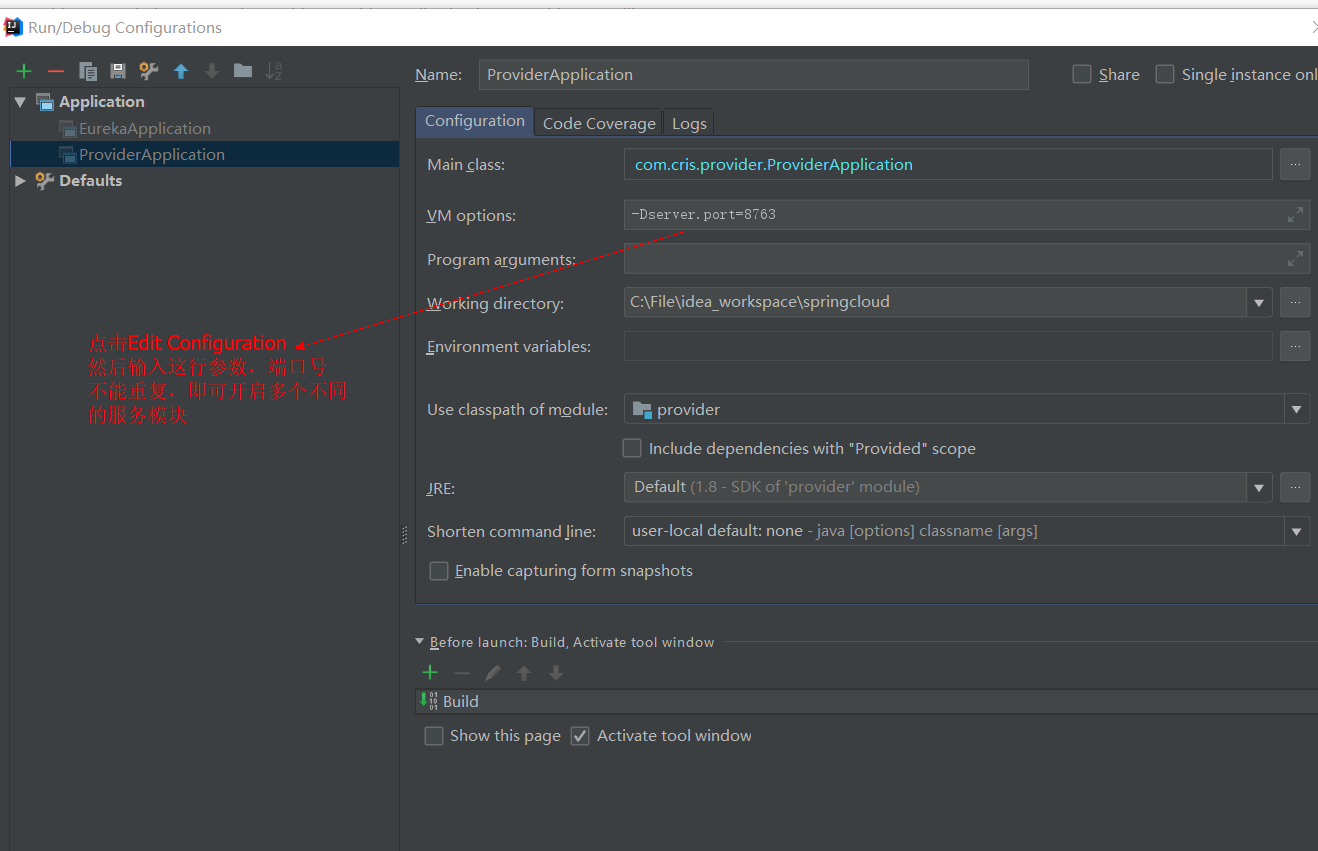 Run/Debug Configurations
Name: ProviderApplication Share Single instance onl
Application
EurekaApplication
ProviderApplication
Defaults
Configuration Code Coverage Logs
Main class: com.cris.provider.ProviderApplication
VM options: -Dserver.port=8763
Program arguments:
Working directory: C:\File\idea_workspace\springcloud
Environment variables:
点击Edit Configuration
然后输入这行参数，端口号
不能重复，即可开启多个不同
的服务模块
Use classpath of module: provider
Include dependencies with "Provided" scope
JRE: Default (1.8 - SDK of 'provider' module)
Shorten command line: user-local default: none - java [options] classname [args]
Enable capturing form snapshots
Before launch: Build, Activate tool window
Build
Show this page Activate tool window